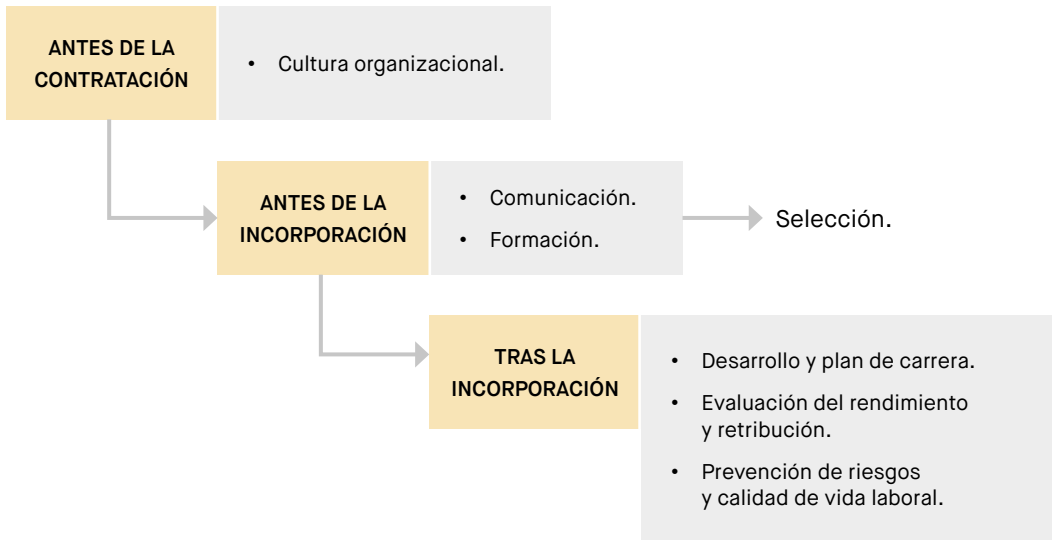 ANTES DE LA
CONTRATACIÓN
• Cultura organizacional.
ANTES DE LA
INCORPORACIÓN
• Comunicación.
• Formación.
Selección.
TRAS LA
INCORPORACIÓN
• Desarrollo y plan de carrera.
• Evaluación del rendimiento
y retribución.
• Prevención de riesgos
y calidad de vida laboral.